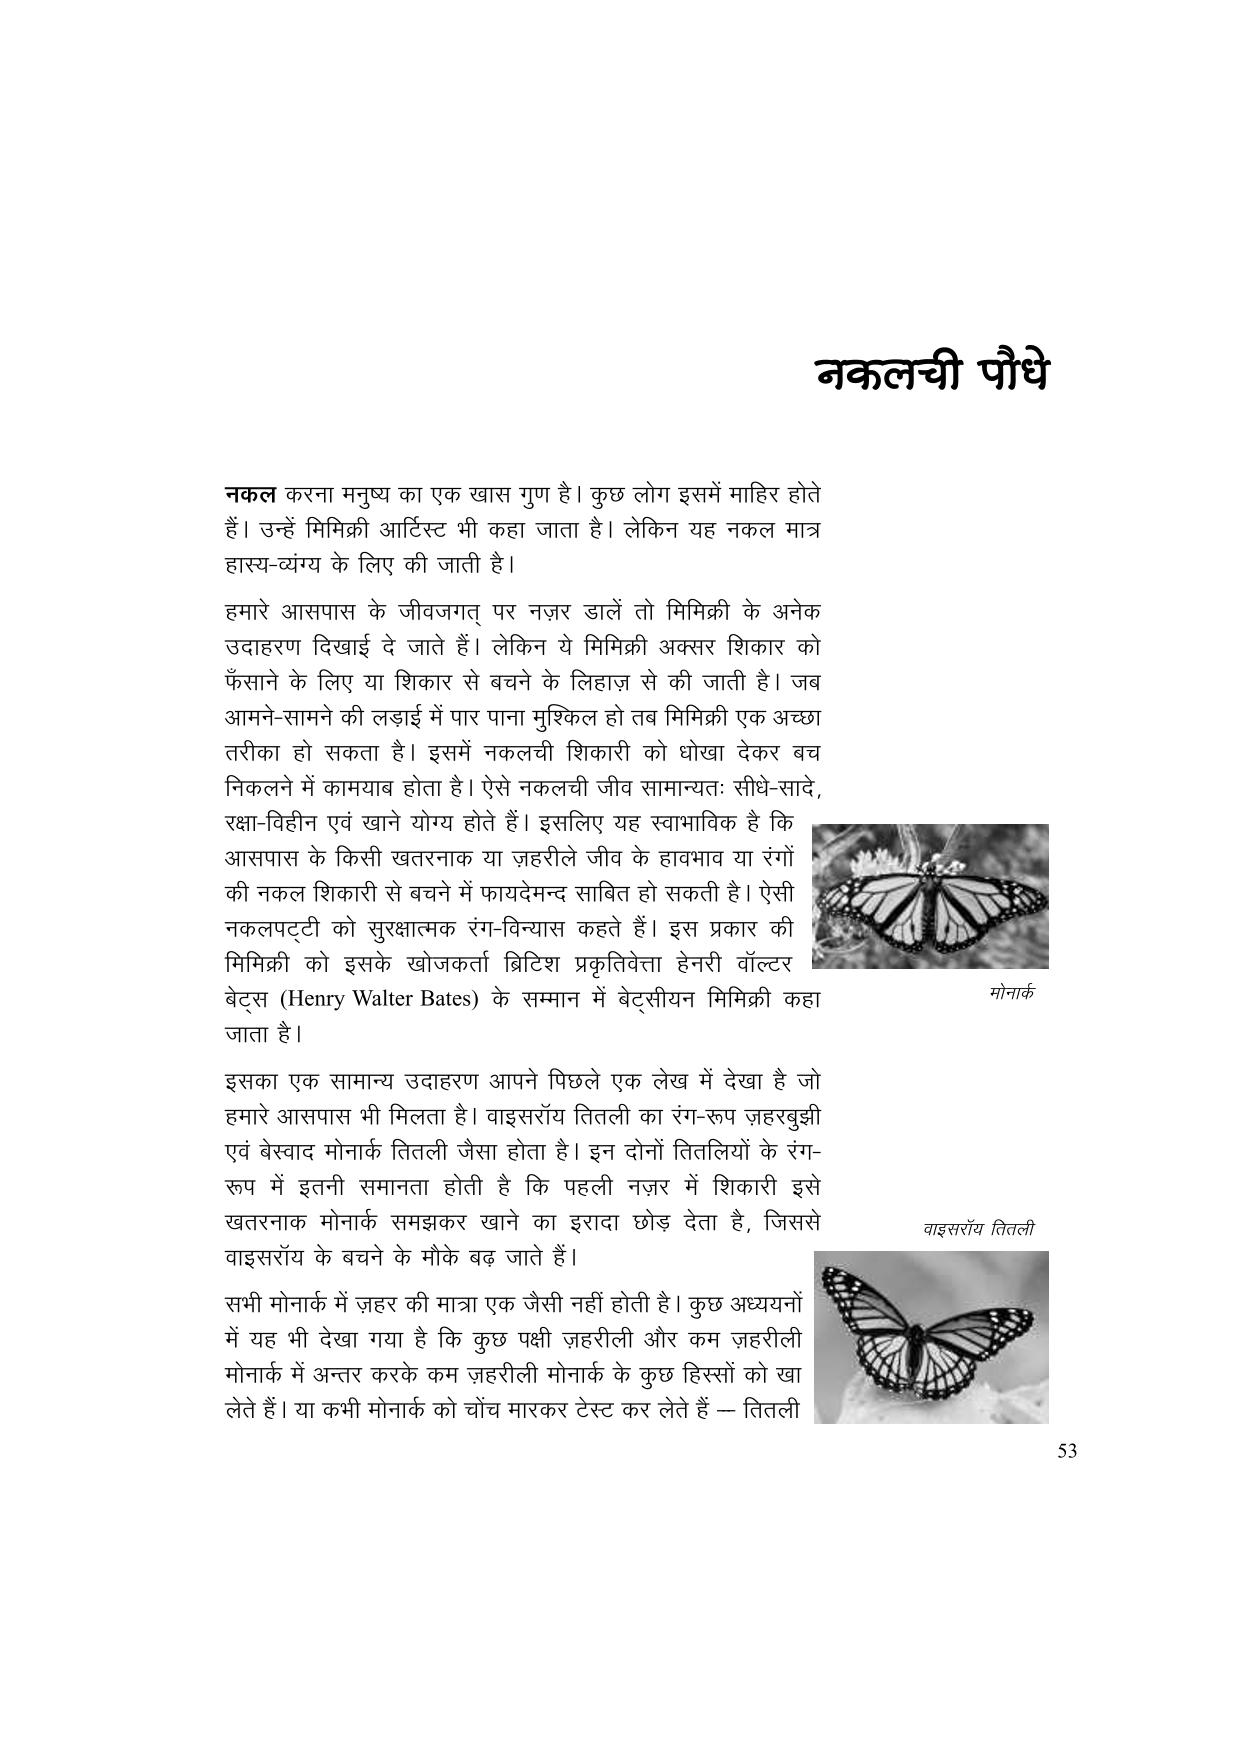 नकलची पौधे
नकल करना मनुष्य का एक खास गुण है। कुछ लोग इसमें माहिर होते
हैं। उन्हें मिमिक्री आर्टिस्ट भी कहा जाता है। लेकिन यह नकल मात्र
हास्य-व्यंग्य के लिए की जाती है।
हमारे आसपास के जीवजगत् पर नज़र डालें तो मिमिक्री के अनेक
उदाहरण दिखाई दे जाते हैं। लेकिन ये मिमिक्री अक्सर शिकार को
फँसाने के लिए या शिकार से बचने के लिहाज़ से की जाती है। जब
आमने-सामने की लड़ाई में पार पाना मुश्किल हो तब मिमिक्री एक अच्छा
तरीका हो सकता है। इसमें नकलची शिकारी को धोखा देकर बच
निकलने में कामयाब होता है। ऐसे नकलची जीव सामान्यतः सीधे-सादे,
रक्षा-विहीन एवं खाने योग्य होते हैं। इसलिए यह स्वाभाविक है कि
आसपास के किसी खतरनाक या ज़हरीले जीव के हावभाव या रंगों
की नकल शिकारी से बचने में फायदेमन्द साबित हो सकती है। ऐसी
नकलपट्टी को सुरक्षात्मक रंग-विन्यास कहते हैं। इस प्रकार की
मिमिक्री को इसके खोजकर्ता ब्रिटिश प्रकृतिवेत्ता हेनरी वॉल्टर
बेट्स (Henry Walter Bates) के सम्मान में बेट्सीयन मिमिक्री कहा
जाता है।
मोनार्क
इसका एक सामान्य उदाहरण आपने पिछले एक लेख में देखा है जो
हमारे आसपास भी मिलता है। वाइसरॉय तितली का रंग-रूप ज़हरबुझी
एवं बेस्वाद मोनार्क तितली जैसा होता है। इन दोनों तितलियों के रंग-
रूप में इतनी समानता होती है कि पहली नज़र में शिकारी इसे
खतरनाक मोनार्क समझकर खाने का इरादा छोड़ देता है, जिससे
वाइसरॉय के बचने के मौके बढ़ जाते हैं।
वाइसरॉय तितली
सभी मोनार्क में ज़हर की मात्रा एक जैसी नहीं होती है। कुछ अध्ययनों
में यह भी देखा गया है कि कुछ पक्षी ज़हरीली और कम ज़हरीली
मोनार्क में अन्तर करके कम ज़हरीली मोनार्क के कुछ हिस्सों को खा
लेते हैं। या कभी मोनार्क को चोंच मारकर टेस्ट कर लेते हैं — तितली
53